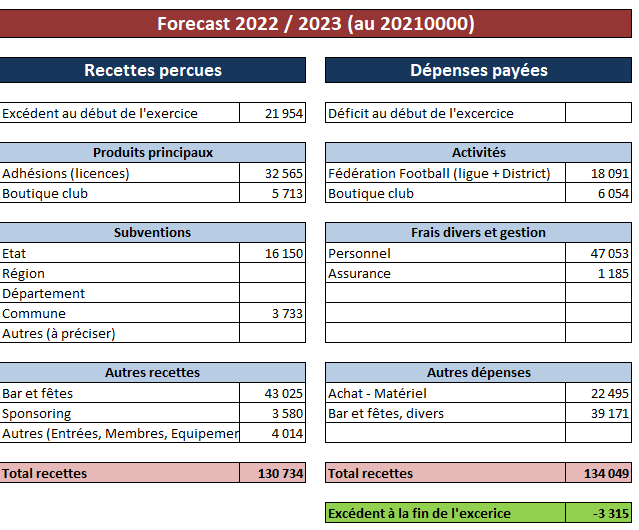 Forecast 2022 / 2023 (au 20210000)
Recettes percues
Dépenses payées
Excédent au début de l'exercice 21 954
Déficit au début de l'excercice
Produits principaux
Activités
Adhésions (licences) 32 565
Fédération Football (ligue + District) 18 091
Boutique club 5 713
Boutique club 6 054
Subventions
Frais divers et gestion
Etat 16 150
Personnel 47 053
Région
Assurance 1 185
Département
Commune 3 733
Autres (à préciser)
Autres recettes
Autres dépenses
Bar et fêtes 43 025
Achat - Matériel 22 495
Sponsoring 3 580
Bar et fêtes, divers 39 171
Autres (Entrées, Membres, Equipemer 4 014
Total recettes 130 734
Total recettes 134 049
Excédent à la fin de l'excerice -3 315